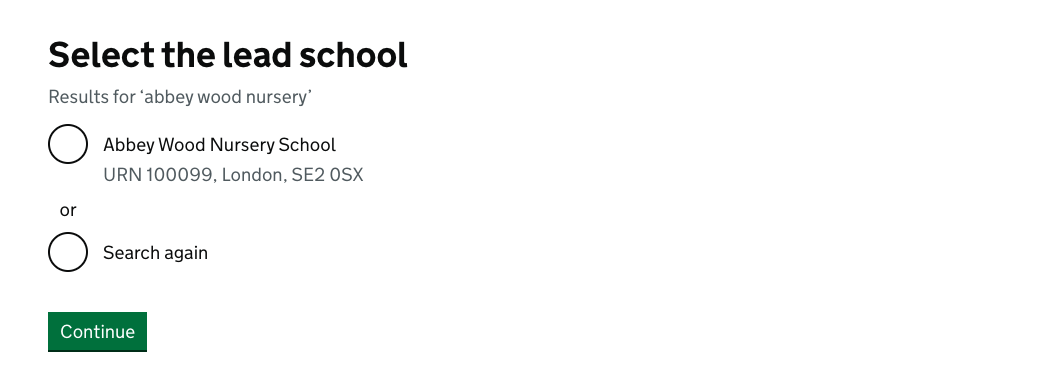 Select the lead school
Results for ‘abbey wood nursery’
Abbey Wood Nursery School
URN 100099, London, SE2 0SX
or
Search again
Continue